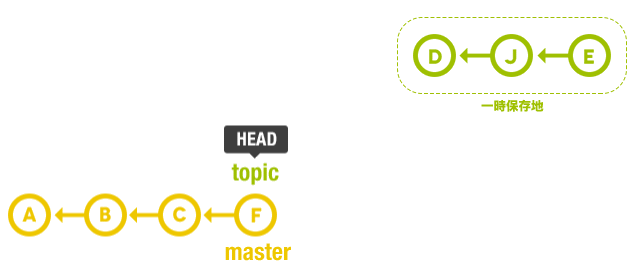 D J E
一時保存地
HEAD
topic
A B C F
master